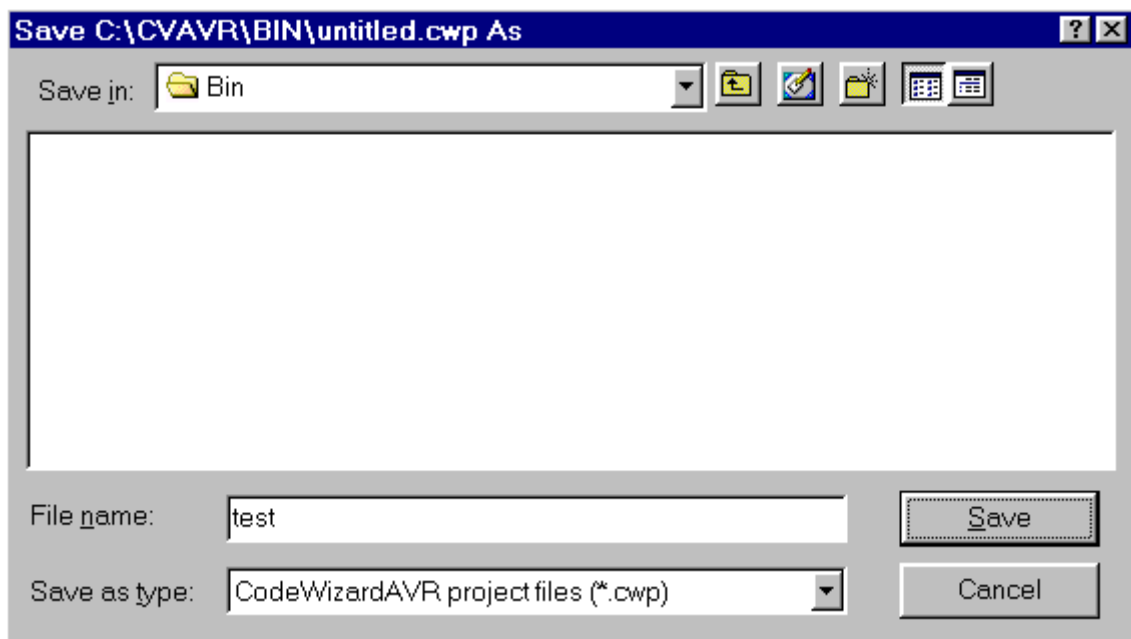 Save C:\CVAVR\BIN\untitled.cwp As
Save in: Bin
File name: test Save
Save as type: CodeWizardAVR project files (*.cwp) Cancel